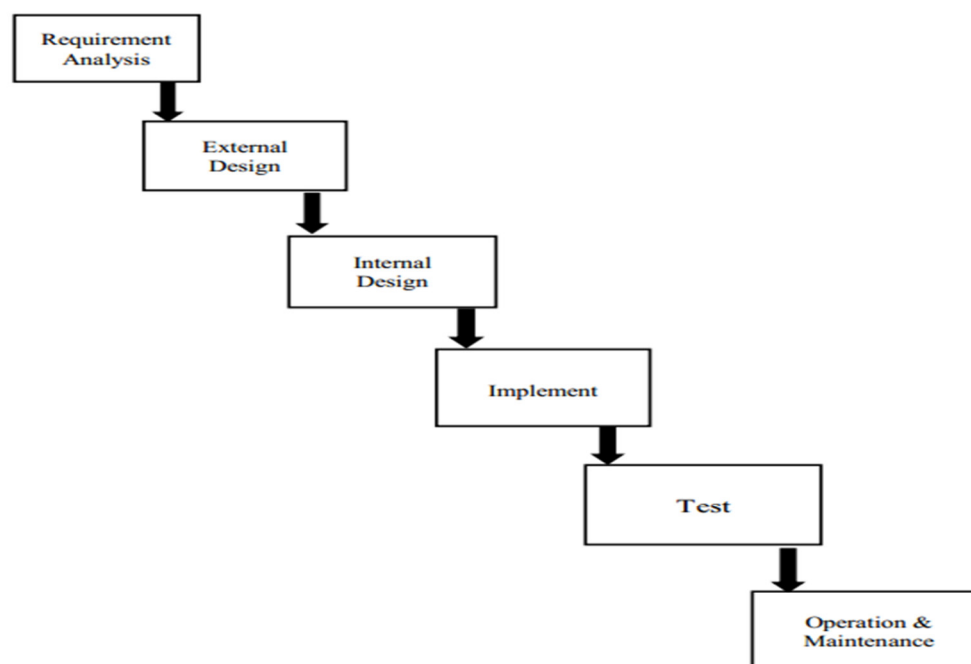 Requirement
Analysis
External
Design
Internal
Design
Implement
Test
Operation &
Maintenance